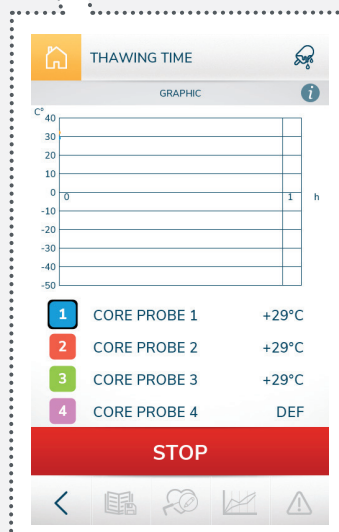 THAWING TIME
GRAPHIC
i
C°
40
30
20
10
0
-10
-20
-30
-40
-50
0 1 h
1 CORE PROBE 1 +29°C
2 CORE PROBE 2 +29°C
3 CORE PROBE 3 +29°C
4 CORE PROBE 4 DEF
STOP